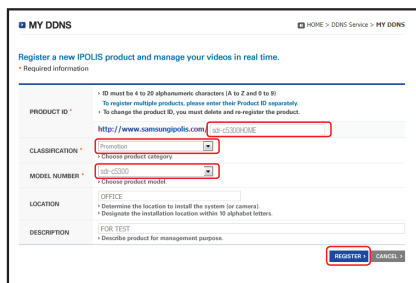 MY DDNS
HOME > DDNS Service > MY DDNS
Register a new IPOLIS product and manage your videos in real time.
* Required information
PRODUCT ID *
› ID must be 4 to 20 alphanumeric characters (A to Z and 0 to 9)
To register multiple products, please enter their Product ID separately.
› To change the product ID, you must delete and re-register the product.
http://www.samsungipolis.com/ sdr-c5300HOME
CLASSIFICATION *
Promotion
› Choose product category.
MODEL NUMBER *
sdr-c5300
› Choose product model.
LOCATION
OFFICE
› Determine the location to install the system (or camera).
› Designate the installation location within 10 alphabet letters.
DESCRIPTION
FOR TEST
› Describe product for management purpose.
REGISTER › CANCEL ›